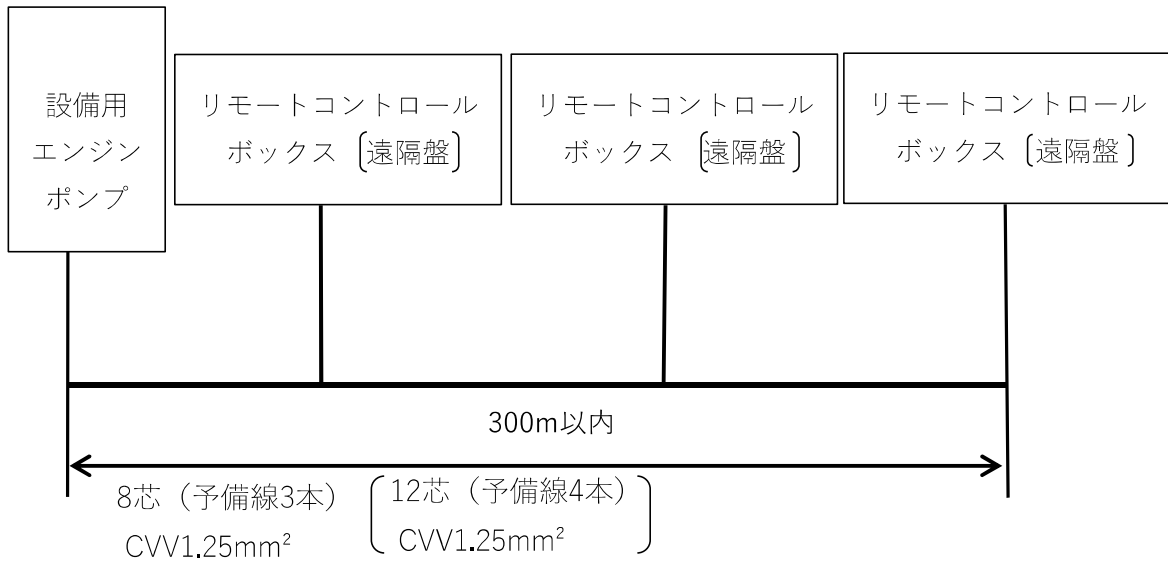 設備用
エンジン
ポンプ
リモートコントロール
ボックス〔遠隔盤〕
リモートコントロール
ボックス〔遠隔盤〕
リモートコントロール
ボックス〔遠隔盤〕
300m以内
8芯（予備線3本）
CVV1.25mm²
〔12芯（予備線4本）
CVV1.25mm²〕